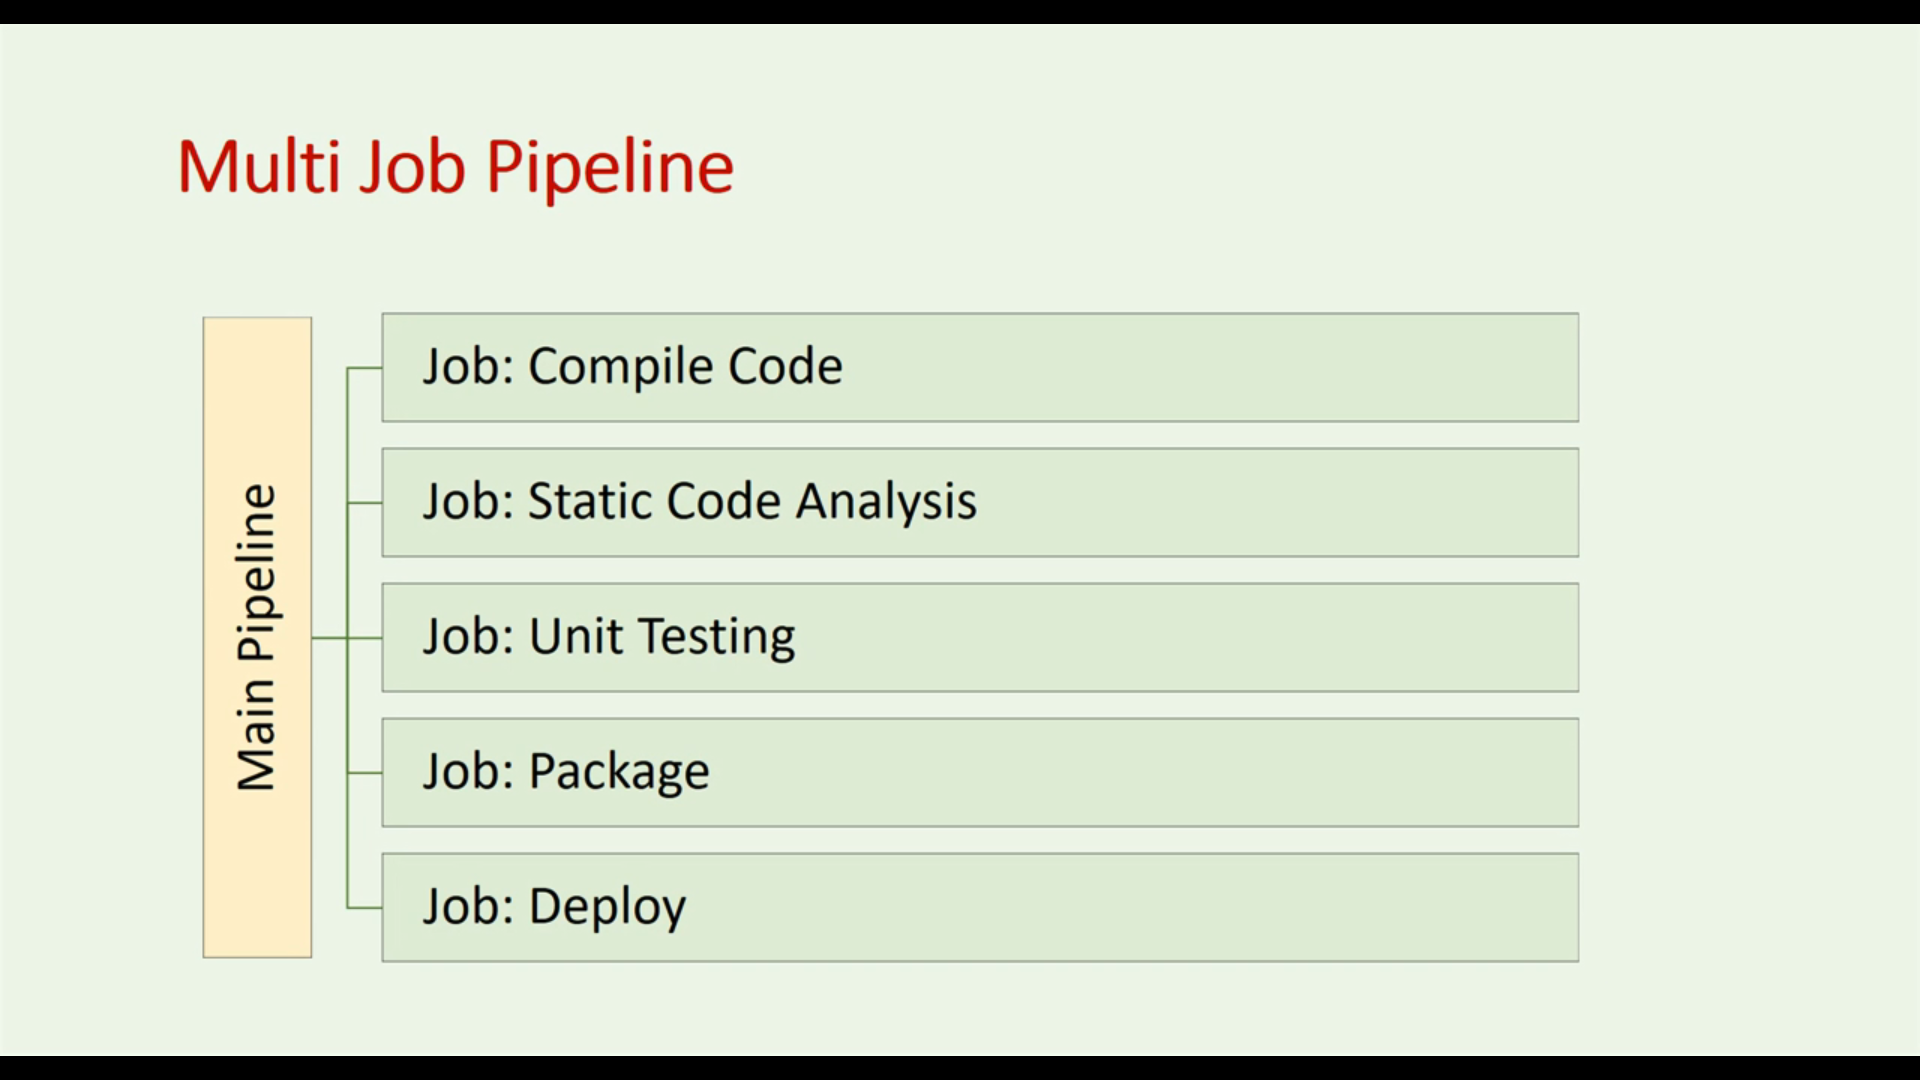 Multi Job Pipeline
Main Pipeline
Job: Compile Code
Job: Static Code Analysis
Job: Unit Testing
Job: Package
Job: Deploy